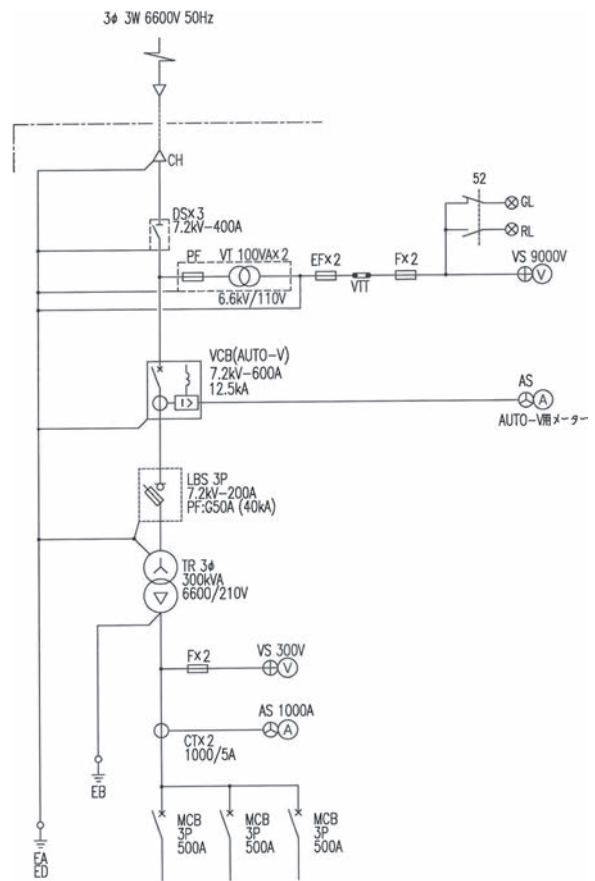 3φ 3W 6600V 50Hz
CH
52
GL
RL
DS×3
7.2kV-400A
PF
VT 100VA×2
6.6kV/110V
EF×2
VTT
F×2
VS 9000V
V
VCB(AUTO-V)
7.2kV-600A
12.5kA
I>
AS
A
AUTO-V用メーター
LBS 3P
7.2kV-200A
PF:G50A (40kA)
TR 3φ
300kVA
6600/210V
F×2
VS 300V
V
AS 1000A
A
CT×2
1000/5A
EB
MCB
3P
500A
MCB
3P
500A
MCB
3P
500A
EA
ED